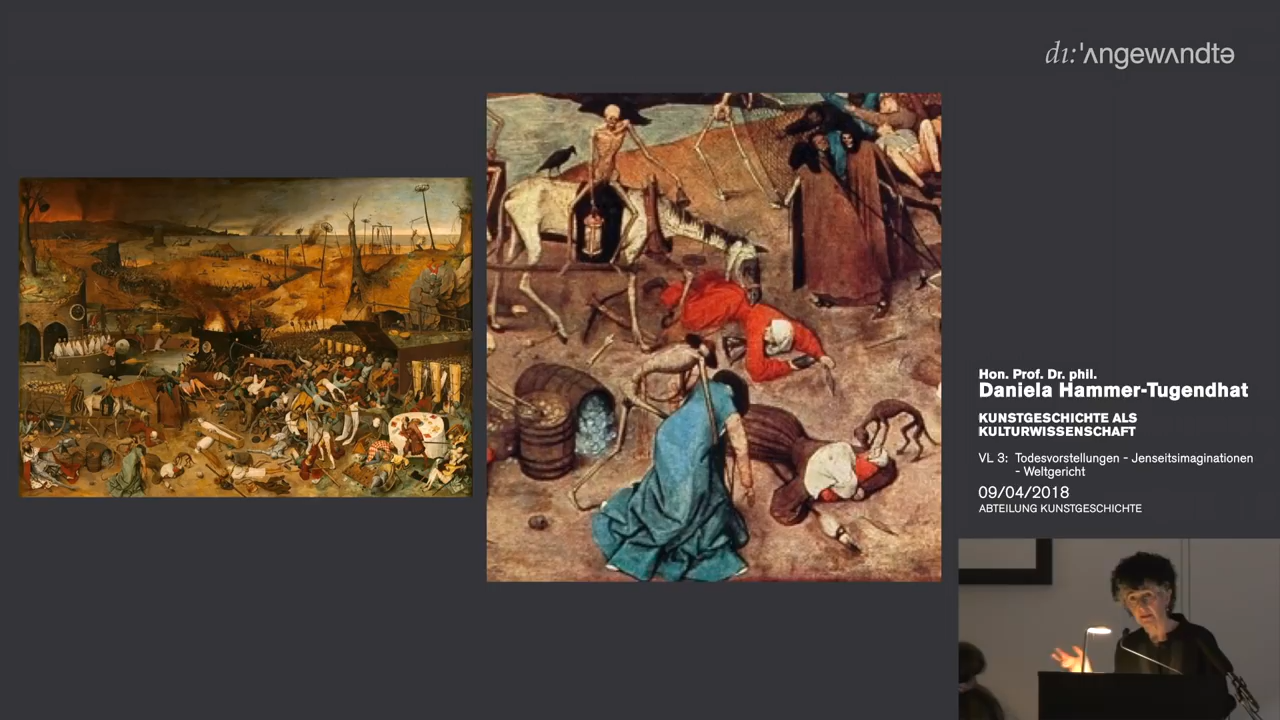 dı:'ʌngewʌndtə
Hon. Prof. Dr. phil.
Daniela Hammer-Tugendhat
KUNSTGESCHICHTE ALS
KULTURWISSENSCHAFT
VL 3: Todesvorstellungen - Jenseitsimaginationen
- Weltgericht
09/04/2018
ABTEILUNG KUNSTGESCHICHTE